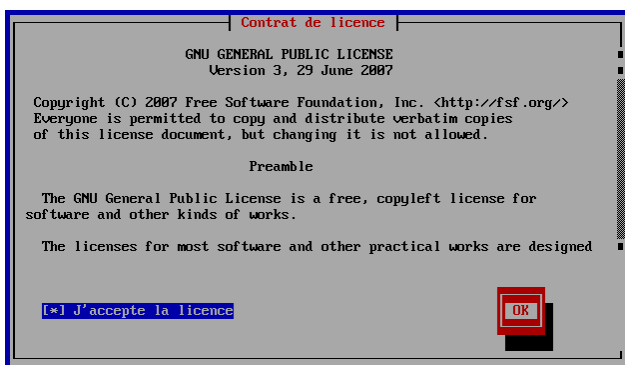 Contrat de licence
GNU GENERAL PUBLIC LICENSE
Version 3, 29 June 2007
Copyright (C) 2007 Free Software Foundation, Inc. <http://fsf.org/>
Everyone is permitted to copy and distribute verbatim copies
of this license document, but changing it is not allowed.
Preamble
The GNU General Public License is a free, copyleft license for
software and other kinds of works.
The licenses for most software and other practical works are designed
[*] J'accepte la licence
OK